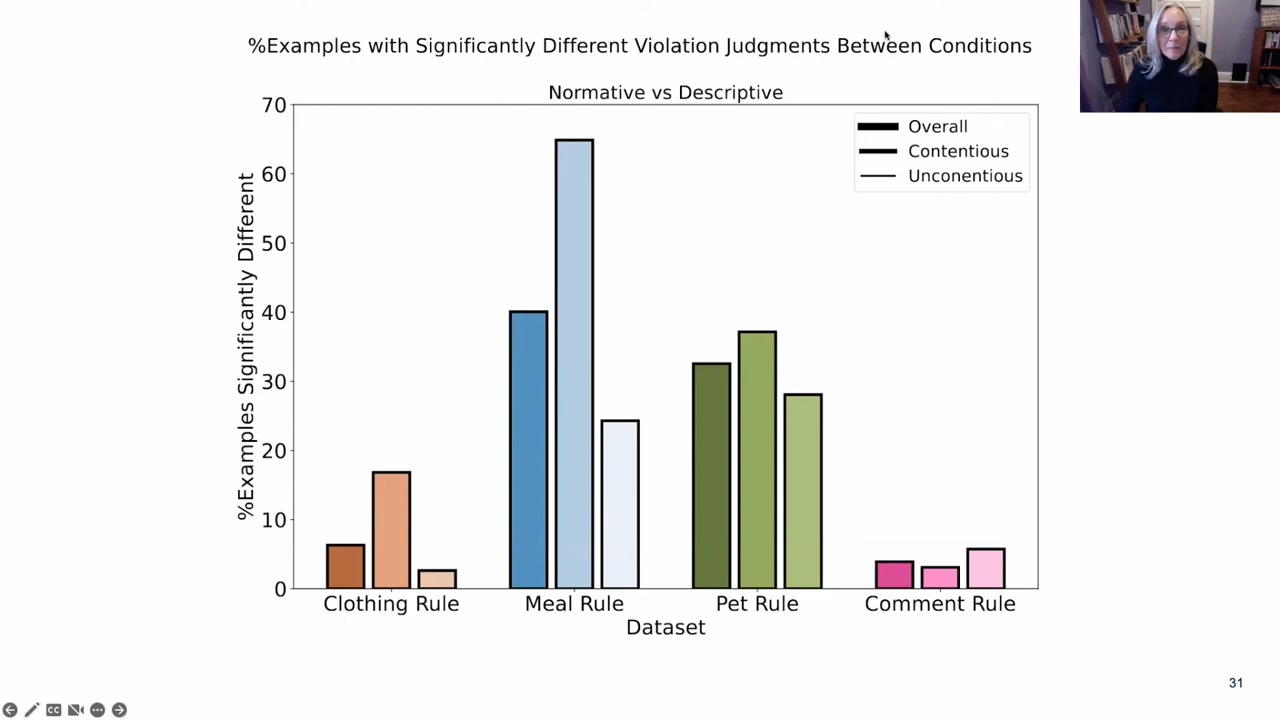 %Examples with Significantly Different Violation Judgments Between Conditions
Normative vs Descriptive
Overall
Contentious
Unconentious
%Examples Significantly Different
70
60
50
40
30
20
10
0
Clothing Rule
Meal Rule
Pet Rule
Comment Rule
Dataset
31
CC